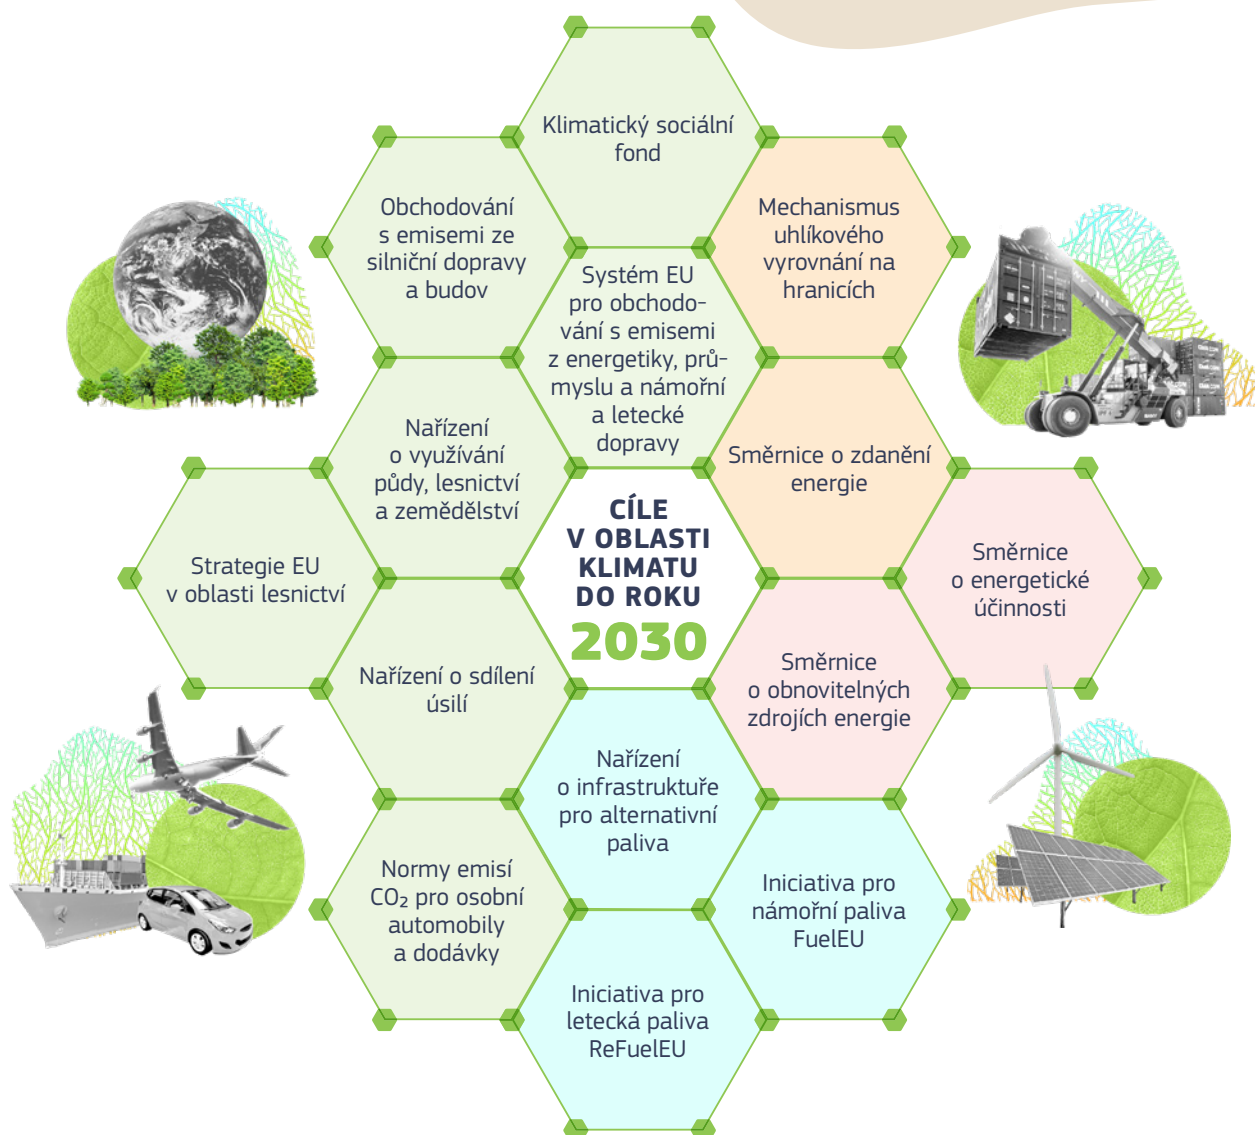 Klimatický sociální
fond
Obchodování
s emisemi ze
silniční dopravy
a budov
Mechanismus
uhlíkového
vyrovnání na
hranicích
Systém EU
pro obchodo-
vání s emisemi
z energetiky, prů-
myslu a námořní
a letecké
dopravy
Nařízení
o využívání
půdy, lesnictví
a zemědělství
Směrnice o zdanění
energie
CÍLE
V OBLASTI
KLIMATU
DO ROKU
2030
Strategie EU
v oblasti lesnictví
Směrnice
o energetické
účinnosti
Nařízení o sdílení
úsilí
Směrnice
o obnovitelných
zdrojích energie
Nařízení
o infrastruktuře
pro alternativní
paliva
Normy emisí
CO₂ pro osobní
automobily
a dodávky
Iniciativa pro
námořní paliva
FuelEU
Iniciativa pro
letecká paliva
ReFuelEU